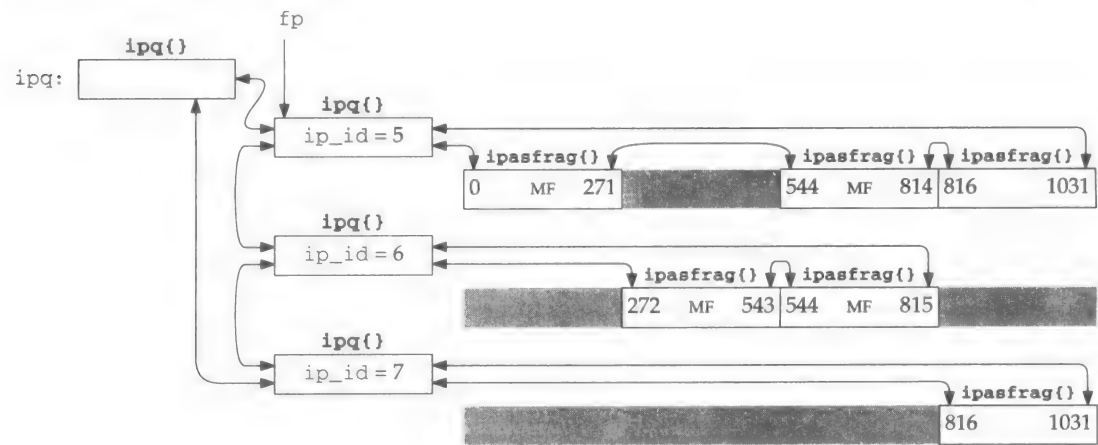 fp
ipq{}
ipq:
ipq{}
ip_id = 5
ipasfrag{}
ipasfrag{}
ipasfrag{}
0 MF 271
544 MF 814
816 1031
ipq{}
ip_id = 6
ipasfrag{}
ipasfrag{}
272 MF 543
544 MF 815
ipq{}
ip_id = 7
ipasfrag{}
816 1031